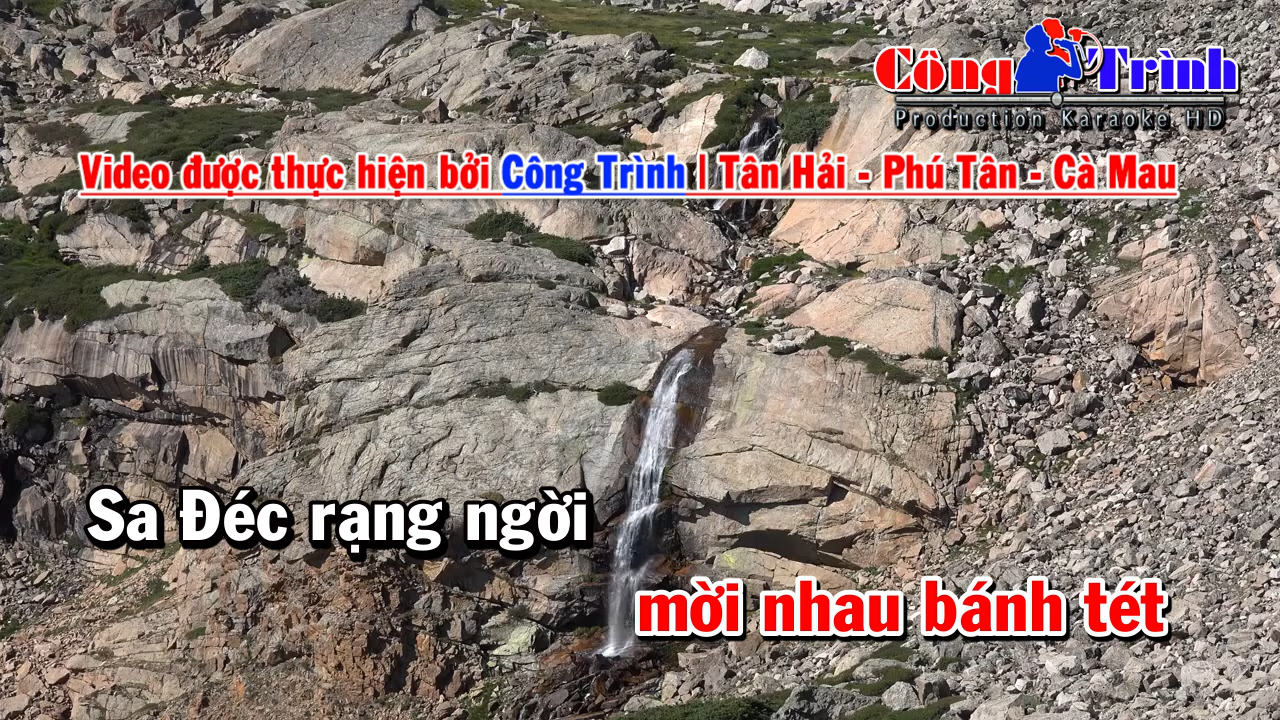 Công Trình
Production Karaoke HD
Video được thực hiện bởi Công Trình | Tân Hải - Phú Tân - Cà Mau
Sa Đéc rạng ngời
mời nhau bánh tét